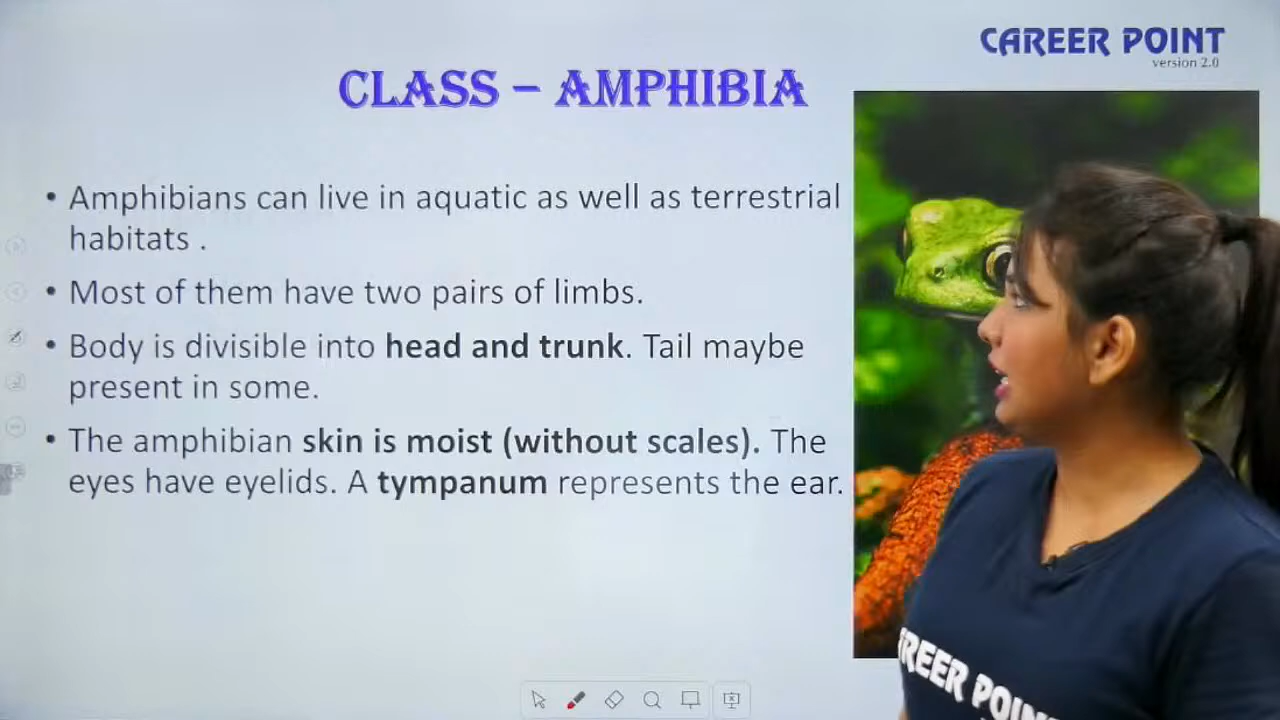 CAREER POINT
version 2.0
CLASS – AMPHIBIA
• Amphibians can live in aquatic as well as terrestrial
habitats .
• Most of them have two pairs of limbs.
• Body is divisible into head and trunk. Tail maybe
present in some.
• The amphibian skin is moist (without scales). The
eyes have eyelids. A tympanum represents the ear.
REER POIN